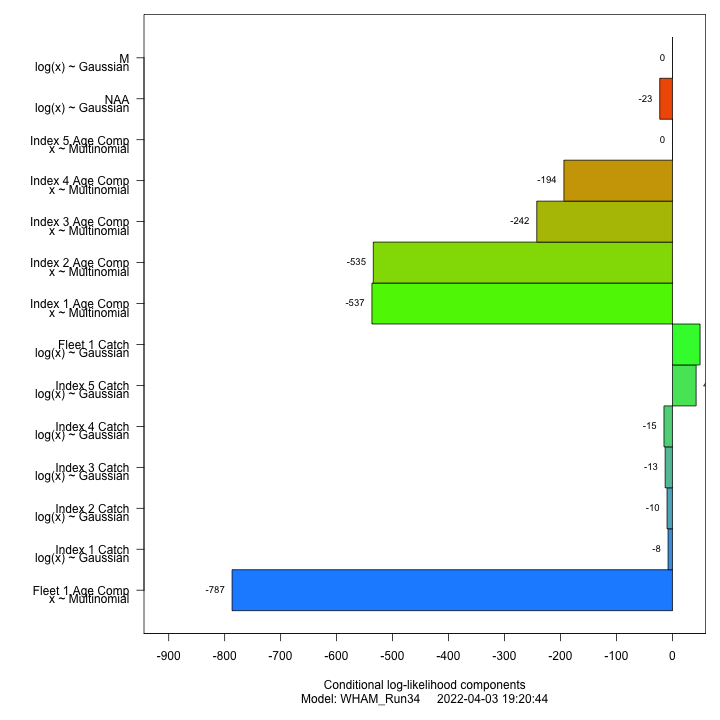 M
log(x) ~ Gaussian
0
NAA
log(x) ~ Gaussian
-23
Index 5 Age Comp
x ~ Multinomial
0
Index 4 Age Comp
x ~ Multinomial
-194
Index 3 Age Comp
x ~ Multinomial
-242
Index 2 Age Comp
x ~ Multinomial
-535
Index 1 Age Comp
x ~ Multinomial
-537
Fleet 1 Catch
log(x) ~ Gaussian
Index 5 Catch
log(x) ~ Gaussian
Index 4 Catch
log(x) ~ Gaussian
-15
Index 3 Catch
log(x) ~ Gaussian
-13
Index 2 Catch
log(x) ~ Gaussian
-10
Index 1 Catch
log(x) ~ Gaussian
-8
Fleet 1 Age Comp
x ~ Multinomial
-787
-900 -800 -700 -600 -500 -400 -300 -200 -100 0
Conditional log-likelihood components
Model: WHAM_Run34 2022-04-03 19:20:44